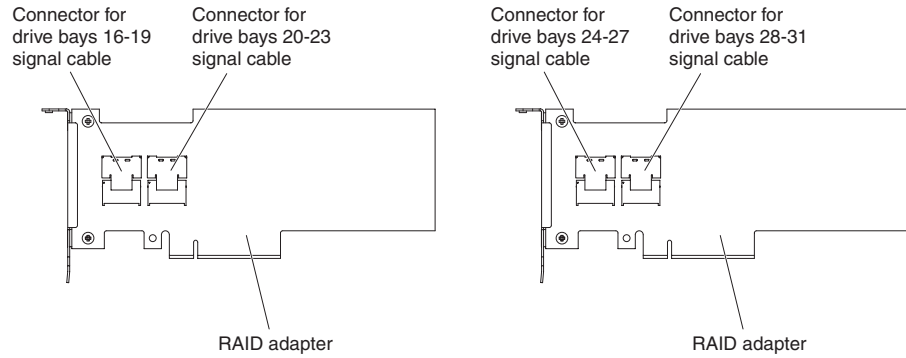 Connector for
drive bays 16-19
signal cable
Connector for
drive bays 20-23
signal cable
Connector for
drive bays 24-27
signal cable
Connector for
drive bays 28-31
signal cable
RAID adapter
RAID adapter